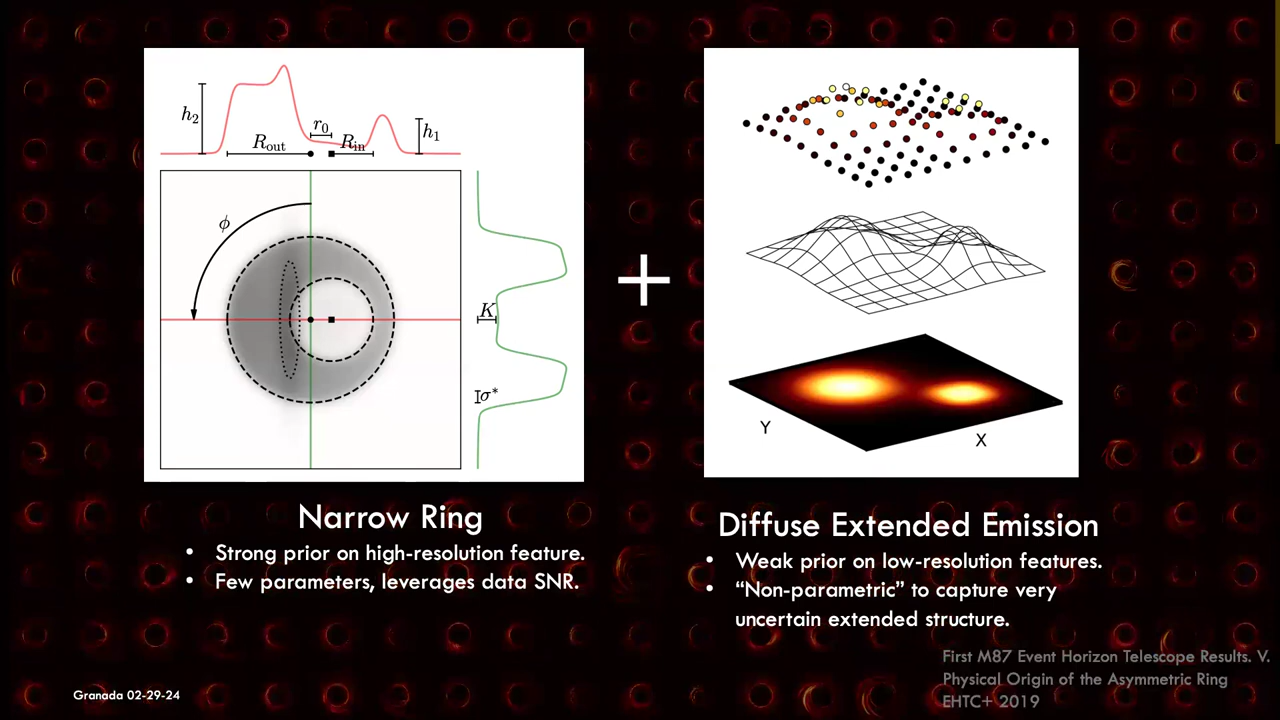 h₂
R_out
r₀
R_in
h₁
ϕ
K
σ*
+
Y
X
Narrow Ring
• Strong prior on high-resolution feature.
• Few parameters, leverages data SNR.
Diffuse Extended Emission
• Weak prior on low-resolution features.
• “Non-parametric” to capture very
uncertain extended structure.
First M87 Event Horizon Telescope Results. V.
Physical Origin of the Asymmetric Ring
EHTC+ 2019
Granada 02-29-24